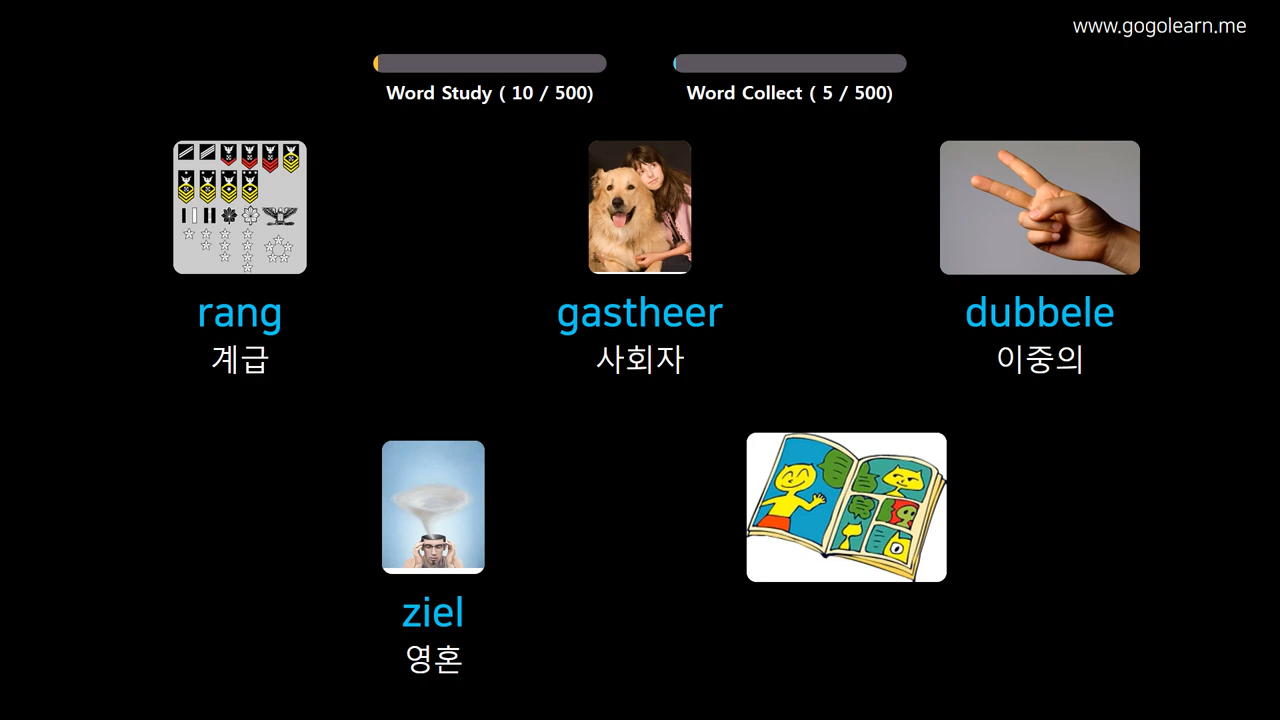 www.gogolearn.me
Word Study ( 10 / 500)
Word Collect ( 5 / 500)
rang
계급
gastheer
사회자
dubbele
이중의
ziel
영혼